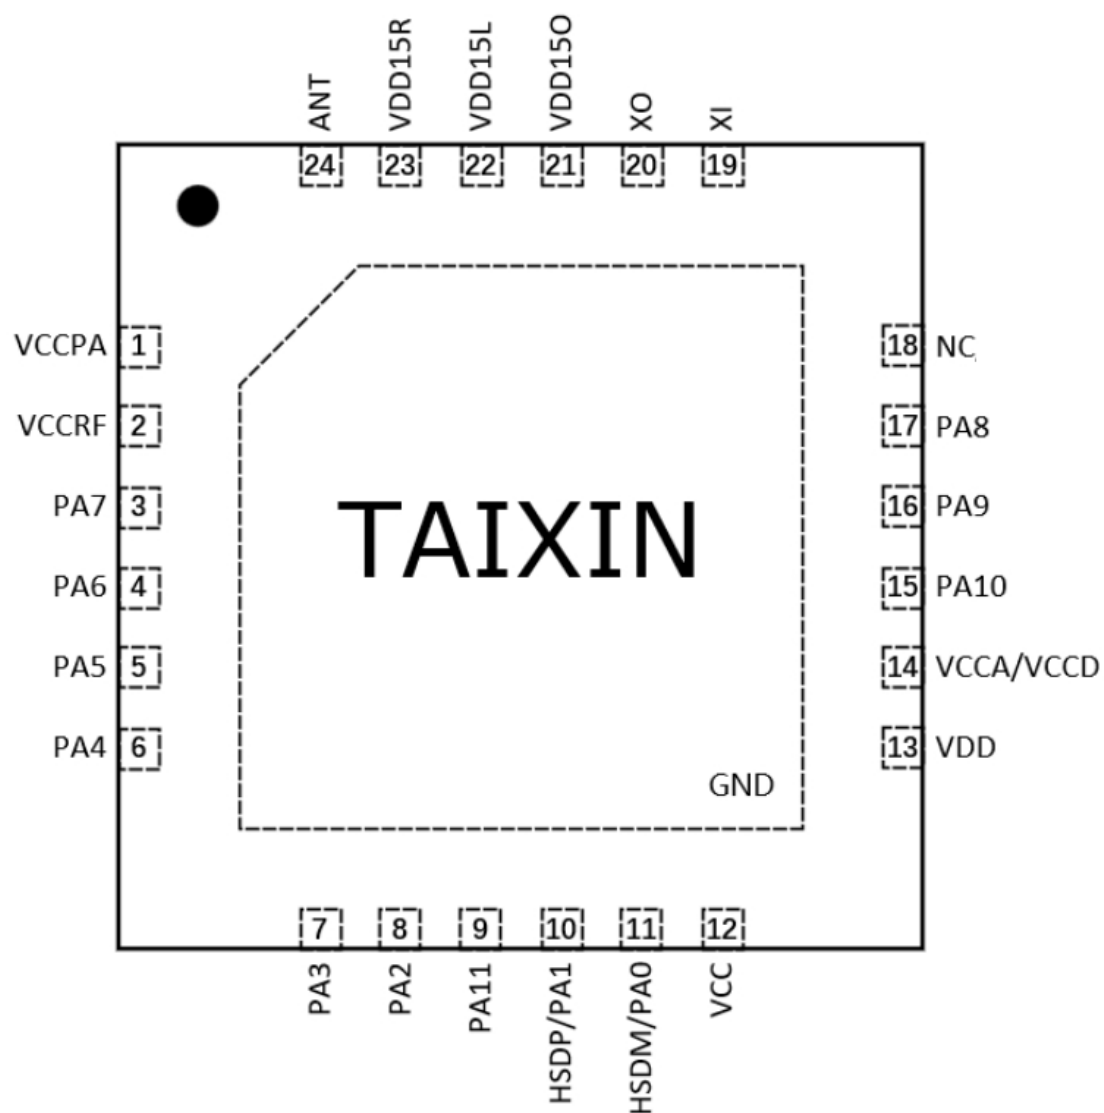 ANT
VDD15R
VDD15L
VDD15O
XO
XI
24 23 22 21 20 19
VCCPA 1
18 NC
VCCRF 2
17 PA8
PA7 3
16 PA9
TAIXIN
PA6 4
15 PA10
PA5 5
14 VCCA/VCCD
PA4 6
13 VDD
GND
7 8 9 10 11 12
PA3
PA2
PA11
HSDP/PA1
HSDM/PA0
VCC